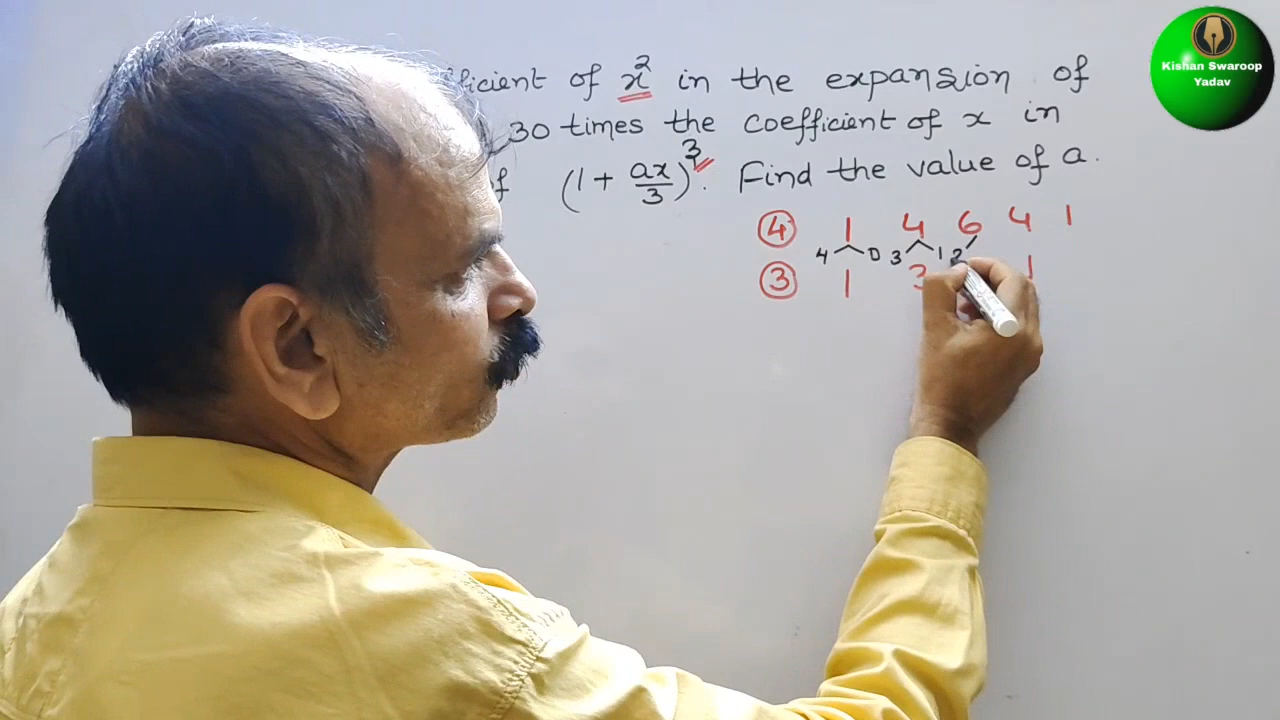 Kishan Swaroop
Yadav
of x² in the expansion of
30 times the coefficient of x in
(1 + ax/3)³. Find the value of a.
④ 1 4 6 4 1
4 0 3 1 2
③ 1 3 1